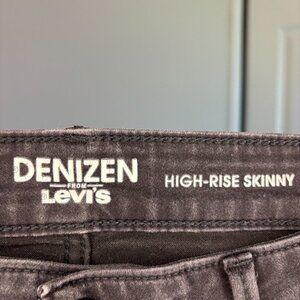 DENIZEN
FROM
Levi's
HIGH-RISE SKINNY